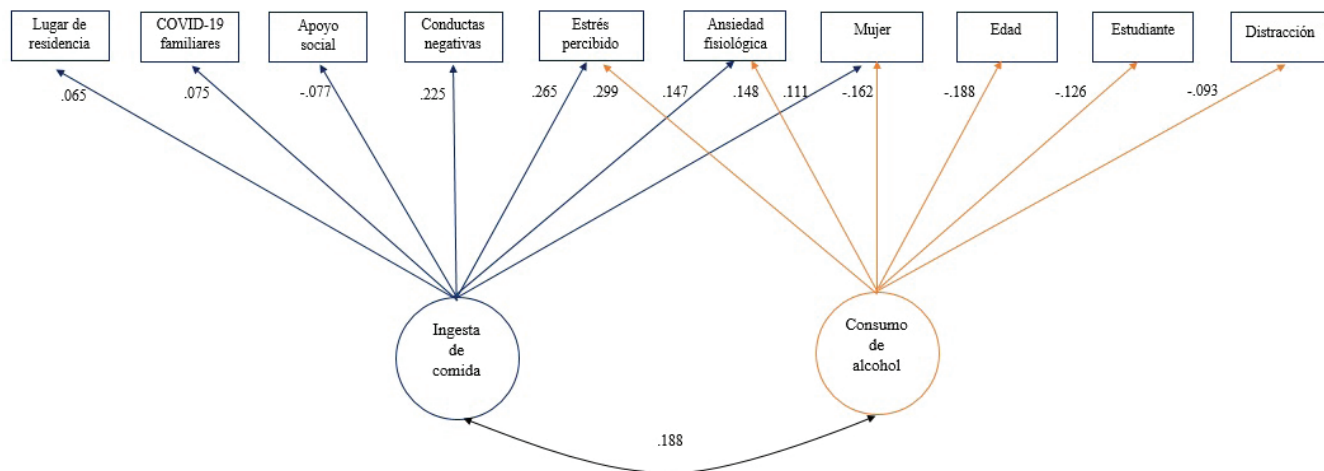 Lugar de
residencia
COVID-19
familiares
Apoyo
social
Conductas
negativas
Estrés
percibido
Ansiedad
fisiológica
Mujer
Edad
Estudiante
Distracción
.065
.075
-.077
.225
.265
.299
.147
.148
.111
-.162
-.188
-.126
-.093
Ingesta
de
comida
Consumo
de
alcohol
.188